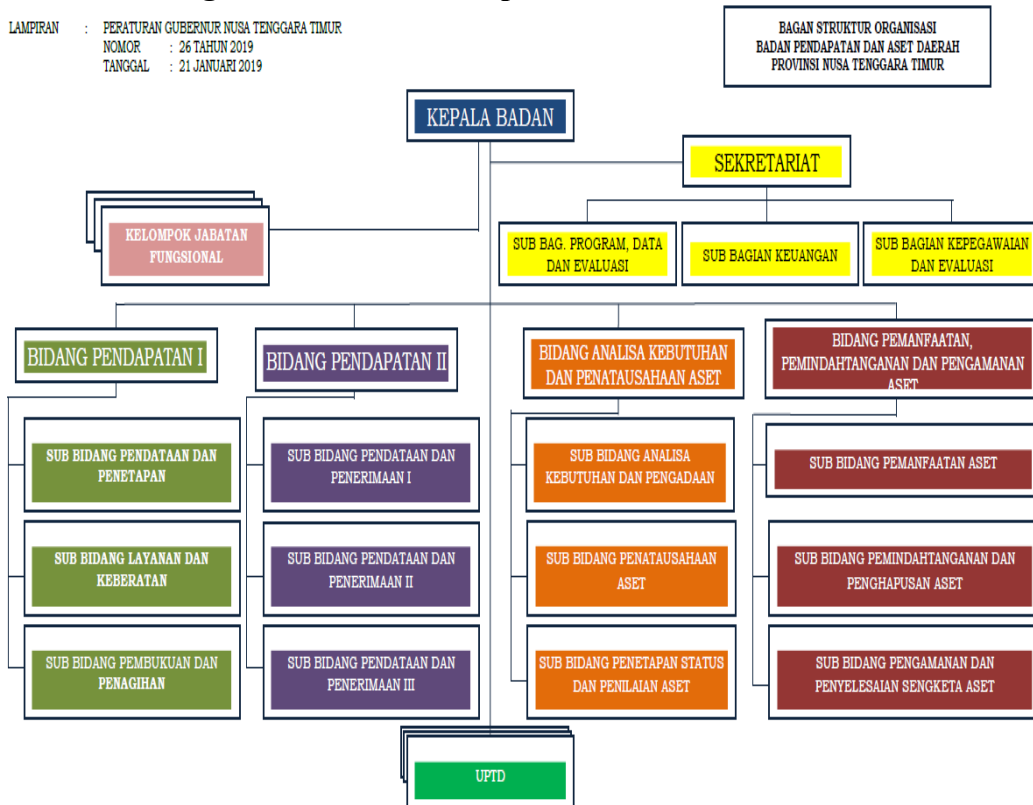 LAMPIRAN : PERATURAN GUBERNUR NUSA TENGGARA TIMUR
NOMOR : 26 TAHUN 2019
TANGGAL : 21 JANUARI 2019
BAGAN STRUKTUR ORGANISASI
BADAN PENDAPATAN DAN ASET DAERAH
PROVINSI NUSA TENGGARA TIMUR
KEPALA BADAN
SEKRETARIAT
KELOMPOK JABATAN
FUNGSIONAL
SUB BAG. PROGRAM, DATA
DAN EVALUASI
SUB BAGIAN KEUANGAN
SUB BAGIAN KEPEGAWAIAN
DAN EVALUASI
BIDANG PENDAPATAN I
BIDANG PENDAPATAN II
BIDANG ANALISA KEBUTUHAN
DAN PENATAUSAHAAN ASET
BIDANG PEMANFAATAN,
PEMINDAHTANGANAN DAN PENGAMANAN
ASET
SUB BIDANG PENDATAAN DAN
PENETAPAN
SUB BIDANG PENDATAAN DAN
PENERIMAAN I
SUB BIDANG ANALISA
KEBUTUHAN DAN PENGADAAN
SUB BIDANG PEMANFAATAN ASET
SUB BIDANG LAYANAN DAN
KEBERATAN
SUB BIDANG PENDATAAN DAN
PENERIMAAN II
SUB BIDANG PENATAUSAHAAN
ASET
SUB BIDANG PEMINDAHTANGANAN DAN
PENGHAPUSAN ASET
SUB BIDANG PEMBUKUAN DAN
PENAGIHAN
SUB BIDANG PENDATAAN DAN
PENERIMAAN III
SUB BIDANG PENETAPAN STATUS
DAN PENILAIAN ASET
SUB BIDANG PENGAMANAN DAN
PENYELESAIAN SENGKETA ASET
UPTD